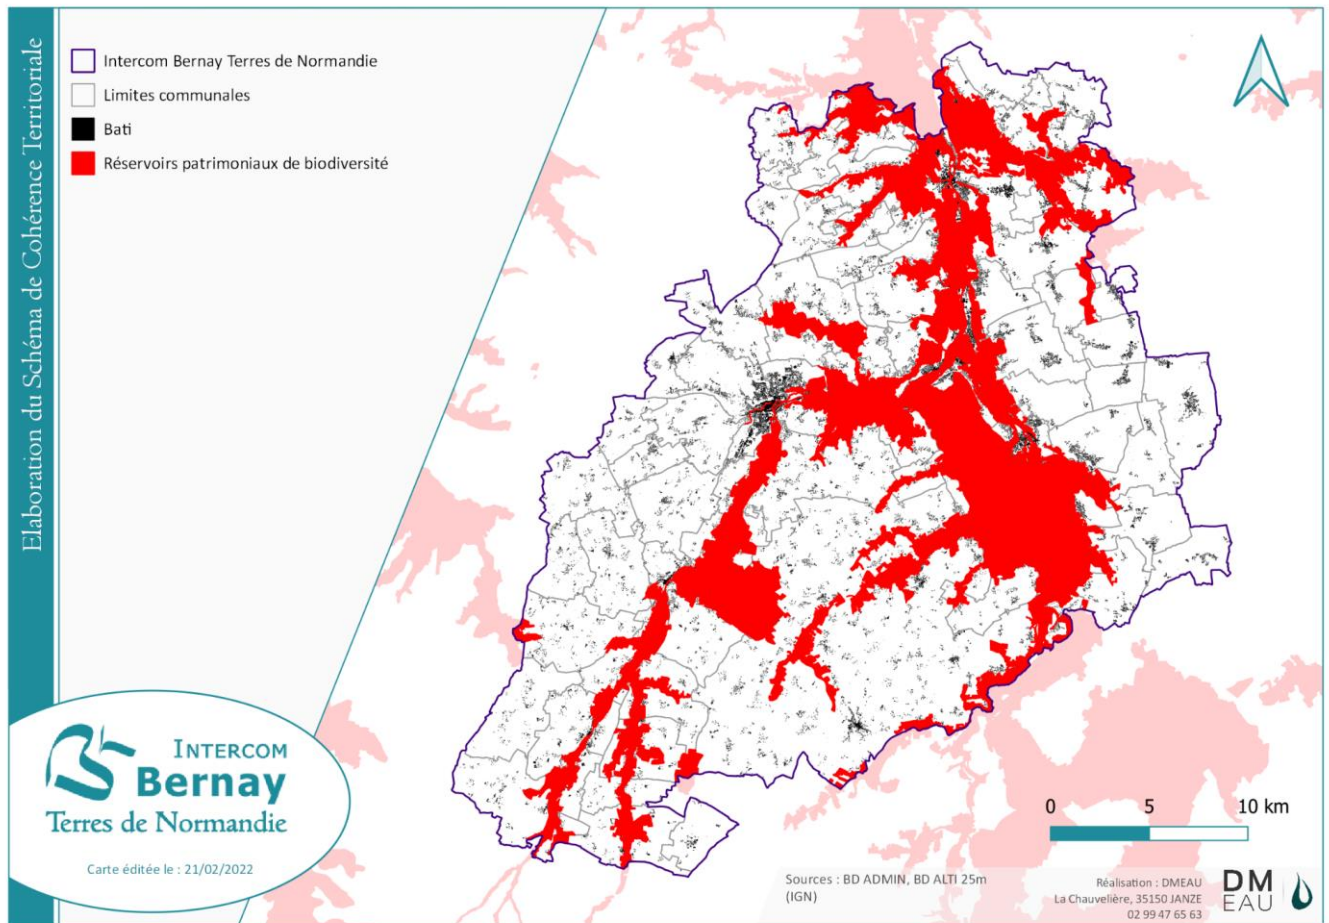 Elaboration du Schéma de Cohérence Territoriale
Intercom Bernay Terres de Normandie
Limites communales
Bati
Réservoirs patrimoniaux de biodiversité
INTERCOM
Bernay
Terres de Normandie
Carte éditée le : 21/02/2022
0 5 10 km
Sources : BD ADMIN, BD ALTI 25m
(IGN)
Réalisation : DMEAU
La Chauvelière, 35150 JANZE
02 99 47 65 63
DM
EAU